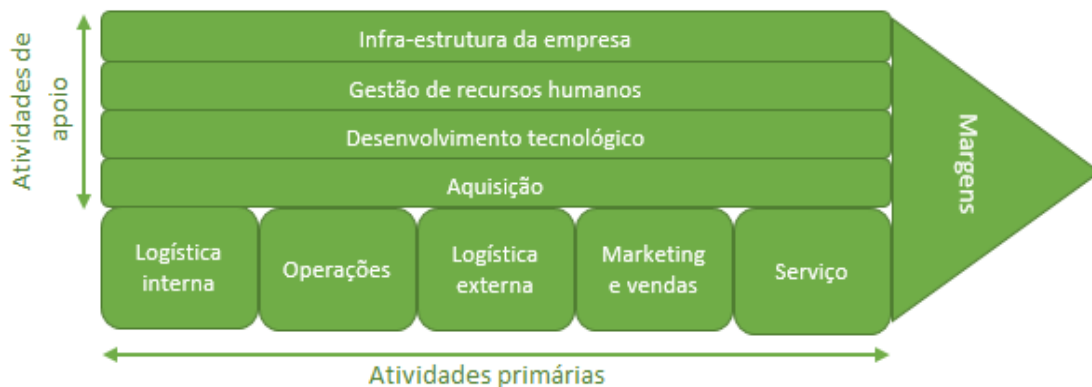 Atividades de
apoio
Infra-estrutura da empresa
Gestão de recursos humanos
Desenvolvimento tecnológico
Aquisição
Logística
interna
Operações
Logística
externa
Marketing
e vendas
Serviço
Margens
Atividades primárias